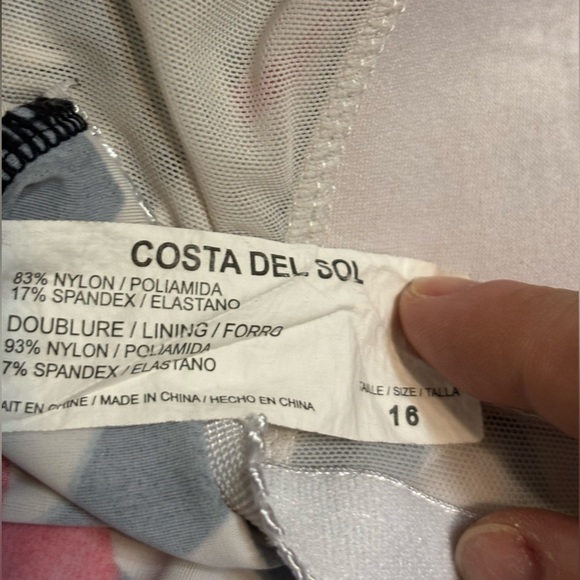 COSTA DEL SOL
83% NYLON / POLIAMIDA
17% SPANDEX / ELASTANO
DOUBLURE / LINING / FORRO
93% NYLON / POLIAMIDA
7% SPANDEX / ELASTANO
AIT EN CHINE / MADE IN CHINA / HECHO EN CHINA
AILLE / SIZE / TALLA
16